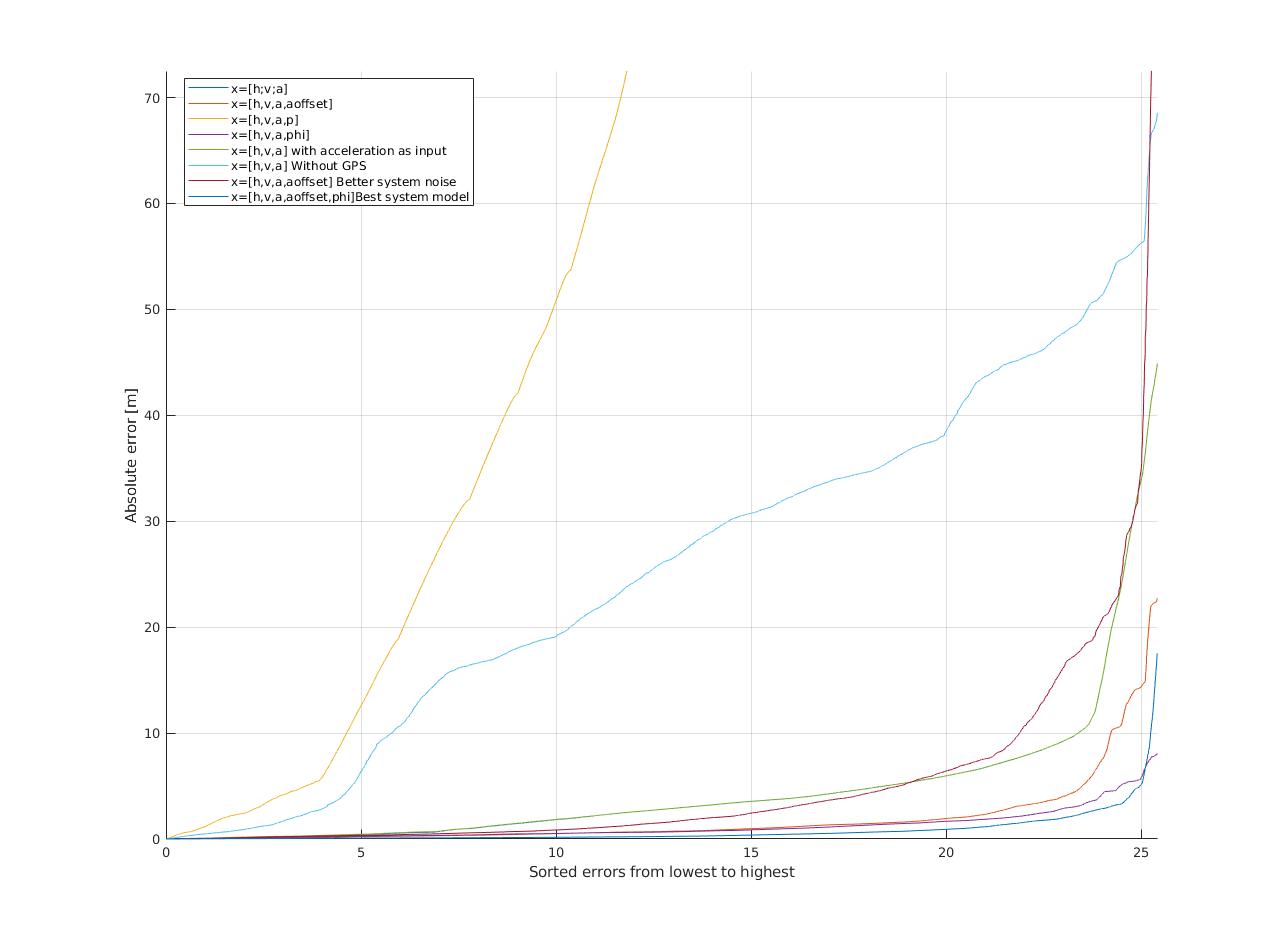 70
60
50
40
30
20
10
0
Absolute error [m]
x=[h;v;a]
x=[h,v,a,aoffset]
x=[h,v,a,p]
x=[h,v,a,phi]
x=[h,v,a] with acceleration as input
x=[h,v,a] Without GPS
x=[h,v,a,aoffset] Better system noise
x=[h,v,a,aoffset,phi]Best system model
0 5 10 15 20 25
Sorted errors from lowest to highest